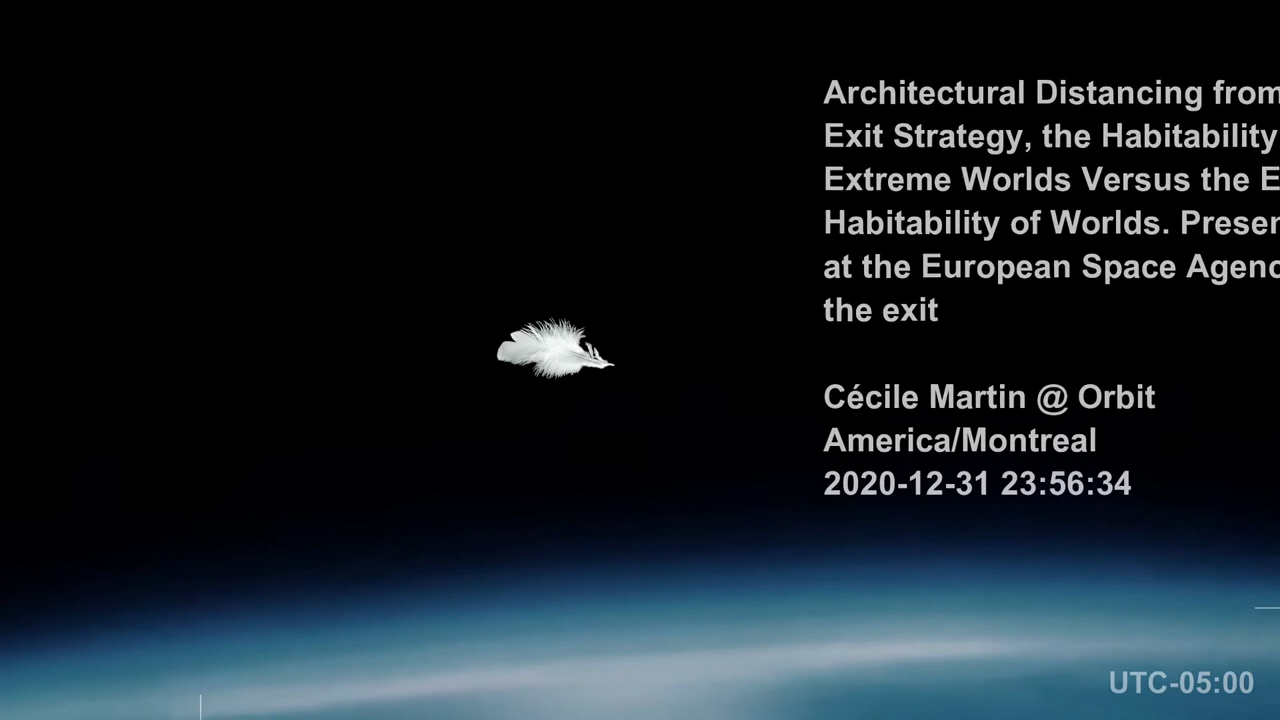 Architectural Distancing from
Exit Strategy, the Habitability
Extreme Worlds Versus the
Habitability of Worlds.
at the European Space
the exit
Cécile Martin @ Orbit
America/Montreal
2020-12-31 23:56:34
UTC-05:00